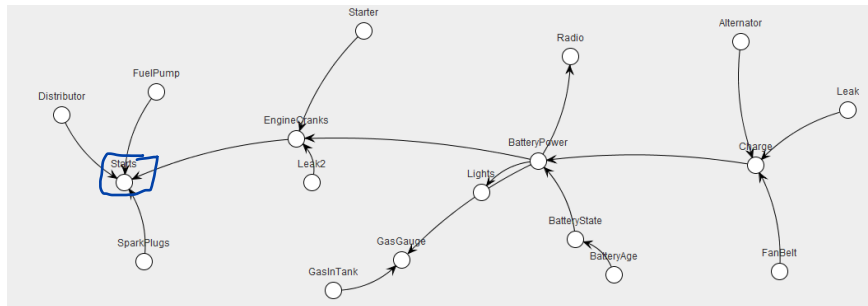 Starter
Alternator
Radio
FuelPump
Distributor
Leak
EngineCranks
BatteryPower
Charge
Starts
Leak2
Lights
BatteryState
SparkPlugs
GasGauge
FanBelt
BatteryAge
GasInTank